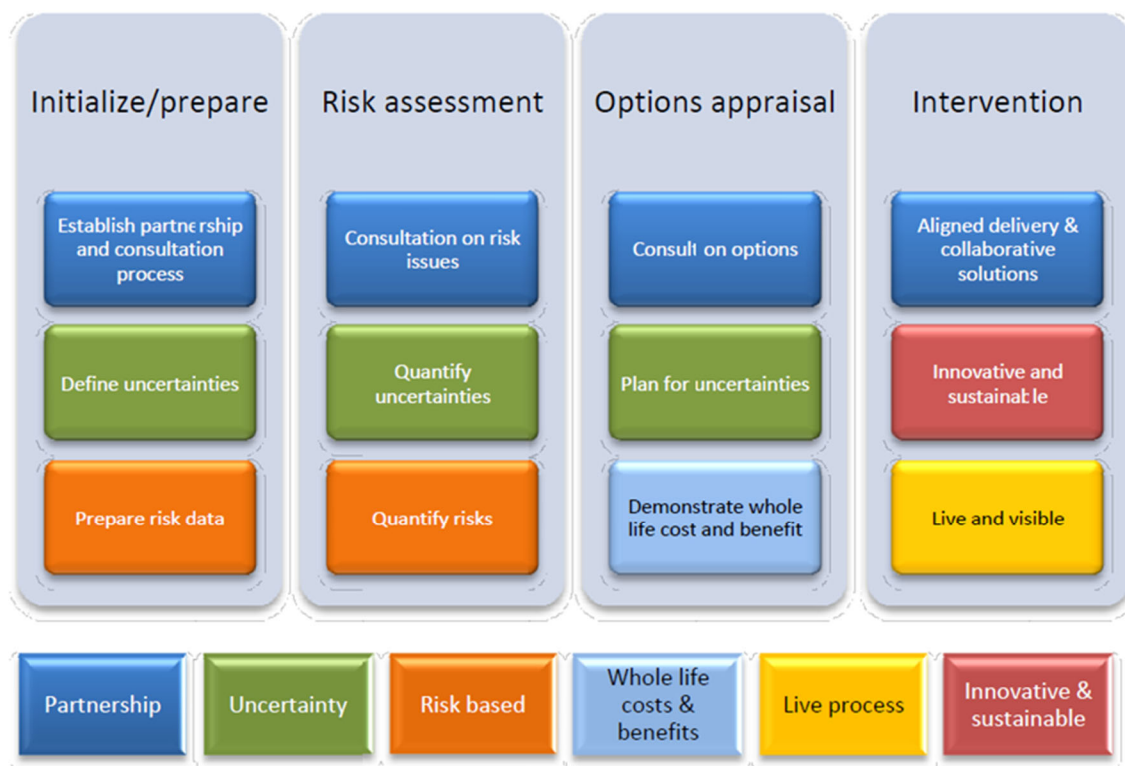 Initialize/prepare
Risk assessment
Options appraisal
Intervention
Establish partnership
and consultation
process
Consultation on risk
issues
Consult on options
Aligned delivery &
collaborative
solutions
Define uncertainties
Quantify
uncertainties
Plan for uncertainties
Innovative and
sustainable
Prepare risk data
Quantify risks
Demonstrate whole
life cost and benefit
Live and visible
Partnership
Uncertainty
Risk based
Whole life
costs &
benefits
Live process
Innovative &
sustainable